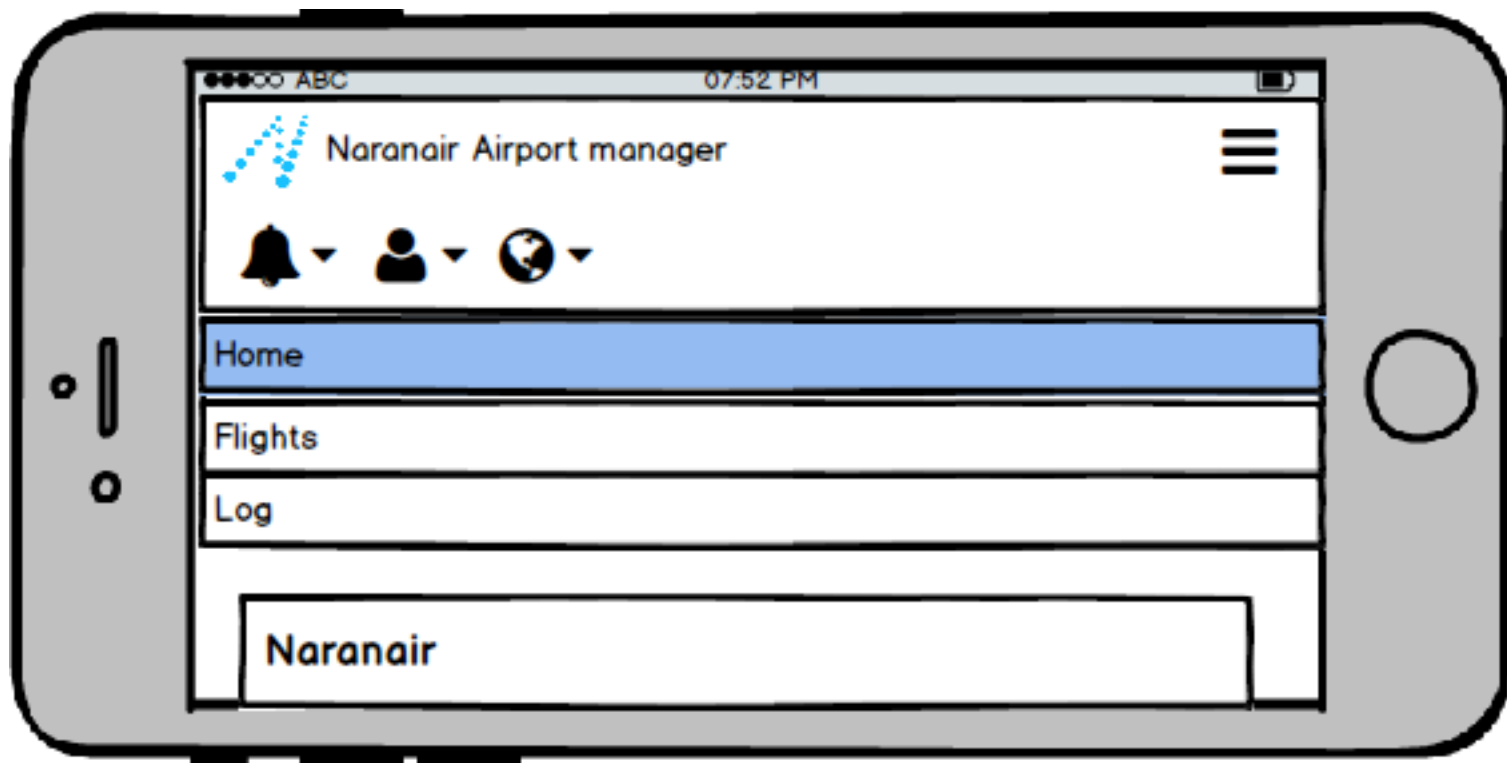 ABC 07:52 PM
Naranair Airport manager
Home
Flights
Log
Naranair